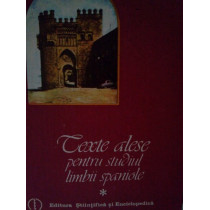 Texte alese
pentru studiul
limbii spaniole
*
Editura Științifică și Enciclopedică